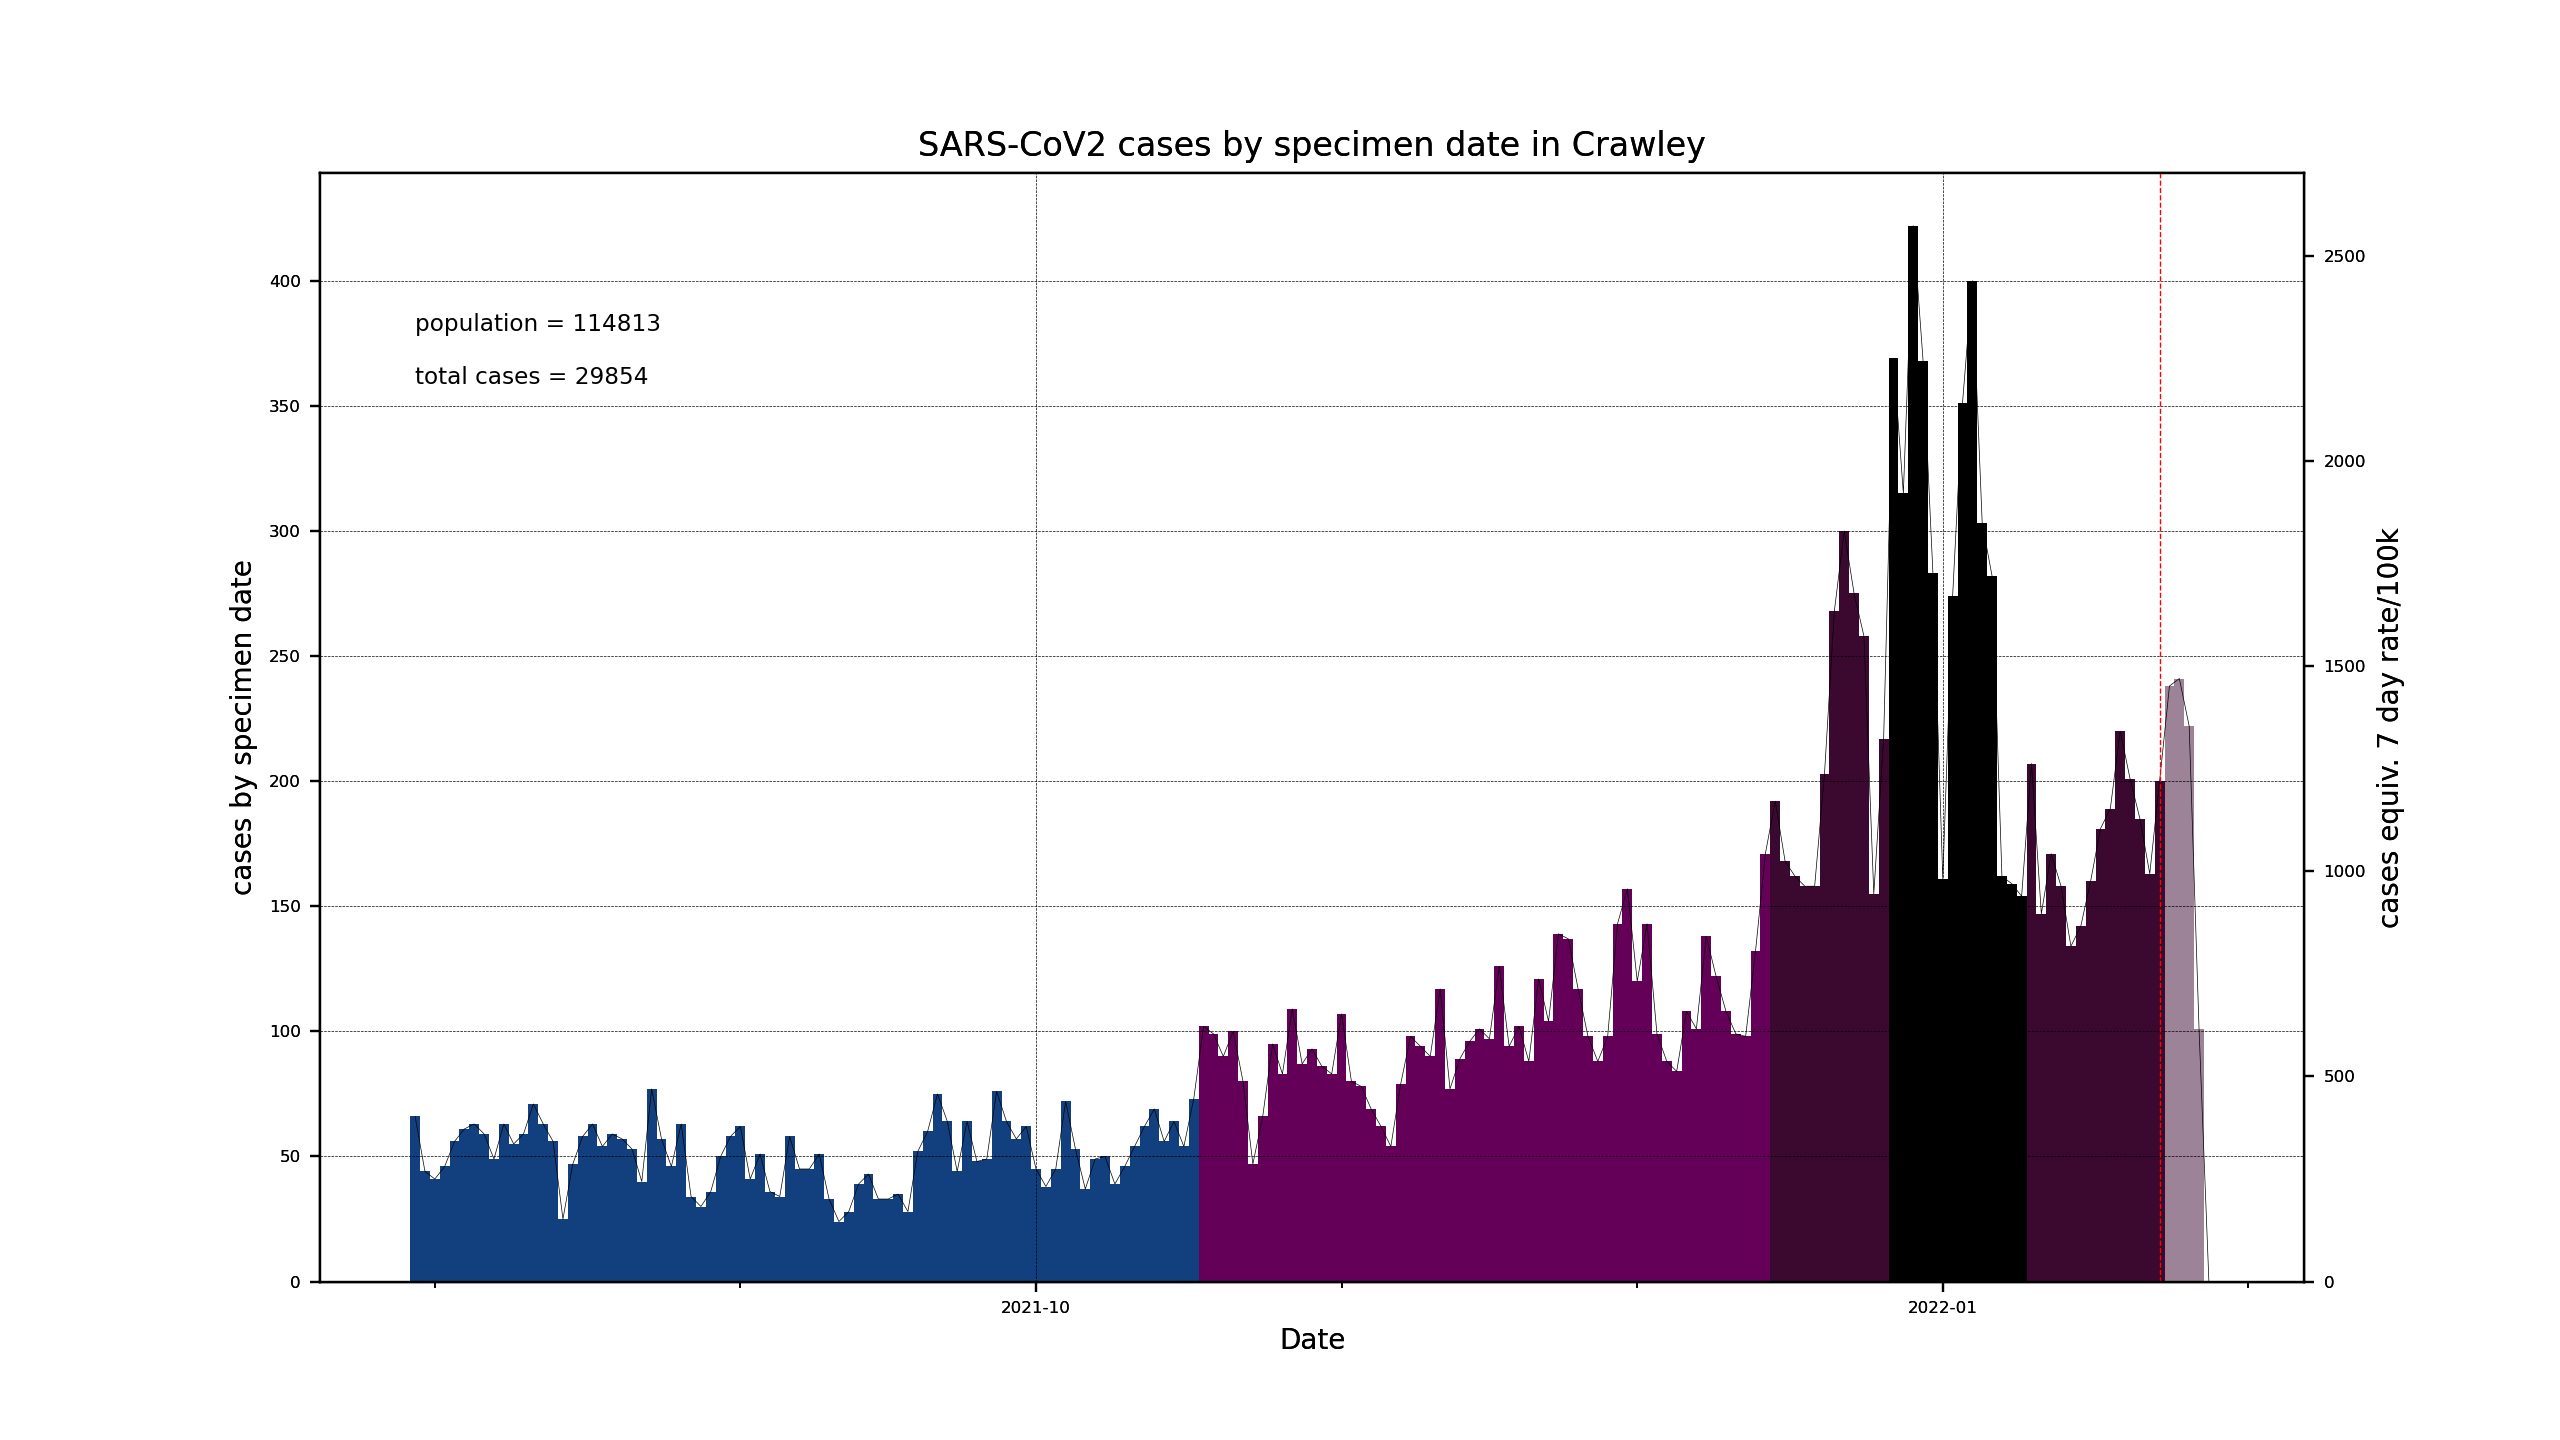 SARS-CoV2 cases by specimen date in Crawley
population = 114813
total cases = 29854
cases by specimen date
400
350
300
250
200
150
100
50
0
2500
2000
1500
1000
500
0
cases equiv. 7 day rate/100k
2021-10
2022-01
Date